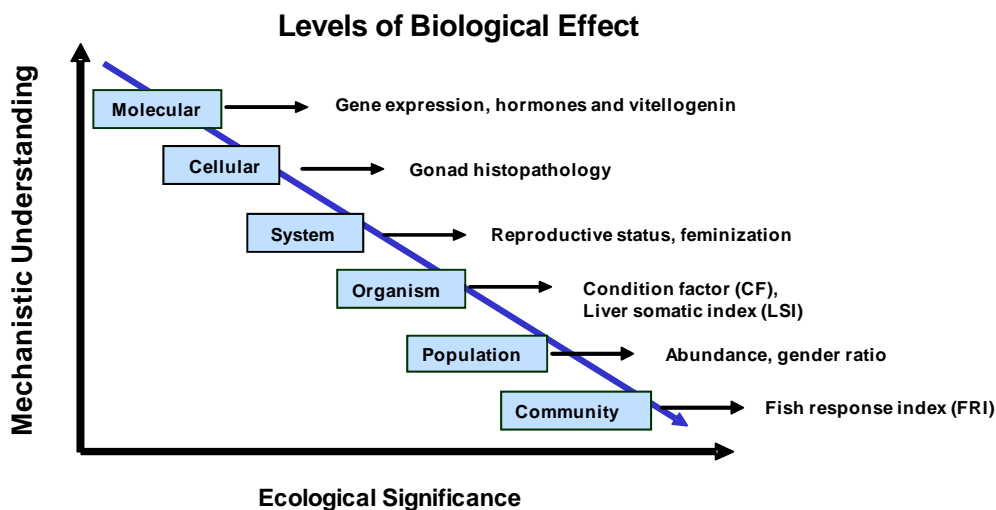 Levels of Biological Effect
Mechanistic Understanding
Molecular
Gene expression, hormones and vitellogenin
Cellular
Gonad histopathology
System
Reproductive status, feminization
Organism
Condition factor (CF),
Liver somatic index (LSI)
Population
Abundance, gender ratio
Community
Fish response index (FRI)
Ecological Significance